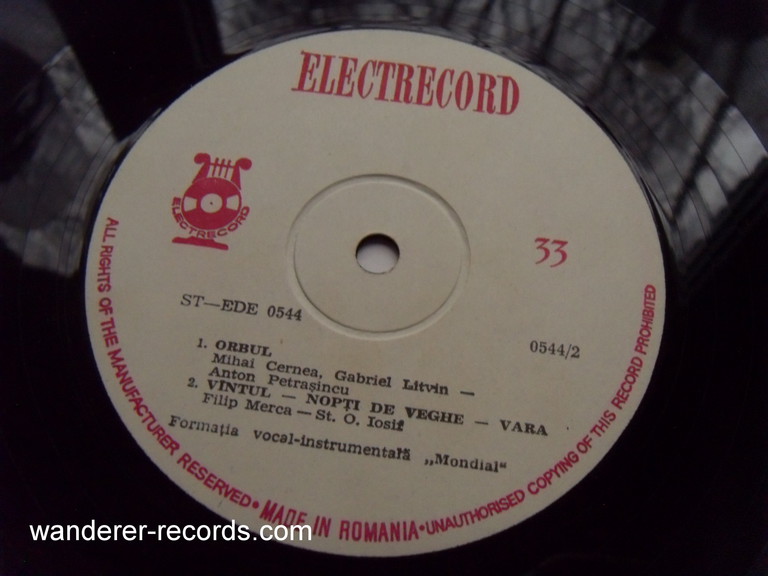 ELECTRECORD
ELECTRECORD
33
ST—EDE 0544
0544/2
1. ORBUL
Mihai Cernea, Gabriel Litvin —
Anton Petrașincu
2. VÎNTUL — NOPȚI DE VEGHE — VARA
Filip Merca — St. O. Iosif
Formația vocal-instrumentală „Mondial“
ALL RIGHTS OF THE MANUFACTURER RESERVED • MADE IN ROMANIA • UNAUTHORISED COPYING OF THIS RECORD PROHIBITED
wanderer-records.com